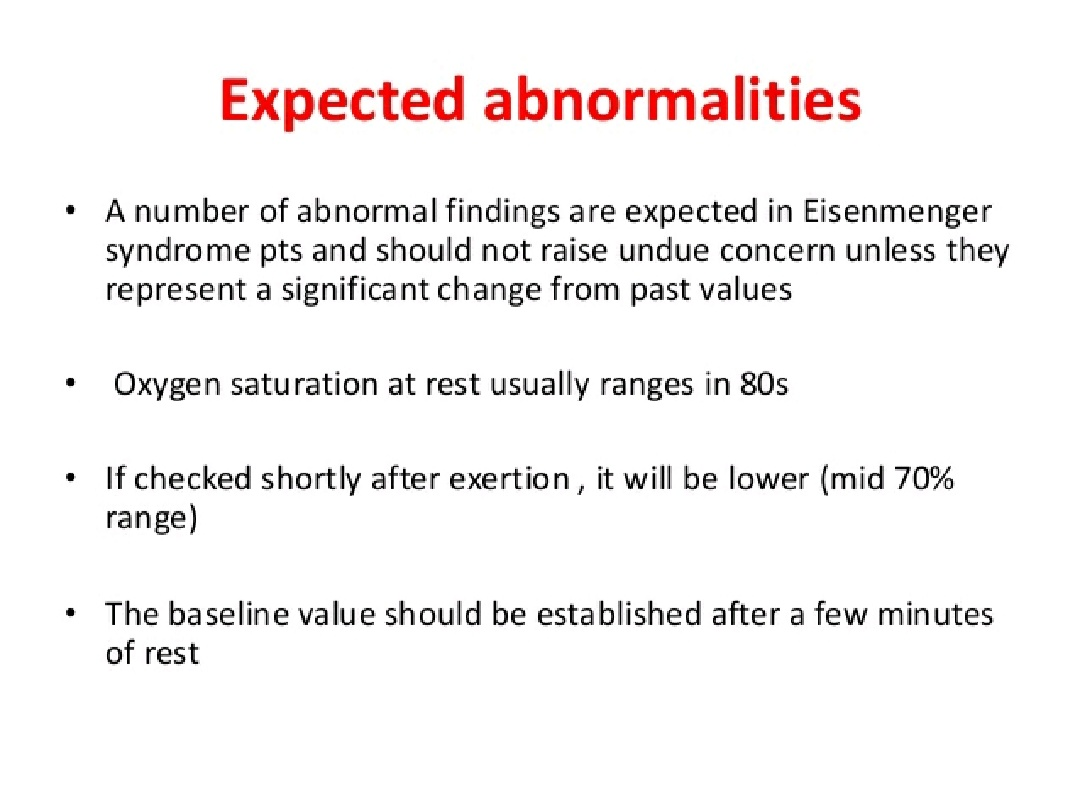 Expected abnormalities
• A number of abnormal findings are expected in Eisenmenger
syndrome pts and should not raise undue concern unless they
represent a significant change from past values
• Oxygen saturation at rest usually ranges in 80s
• If checked shortly after exertion , it will be lower (mid 70%
range)
• The baseline value should be established after a few minutes
of rest